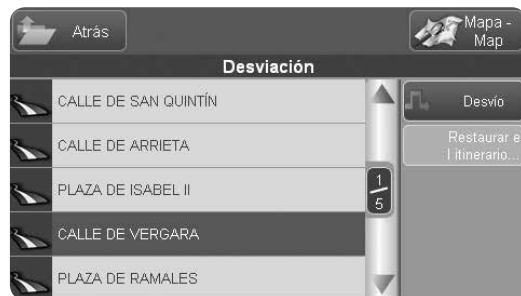 Atrás
Mapa -
Map
Desviación
CALLE DE SAN QUINTÍN
CALLE DE ARRIETA
PLAZA DE ISABEL II
CALLE DE VERGARA
PLAZA DE RAMALES
1
5
Desvío
Restaurar e
l itinerario...